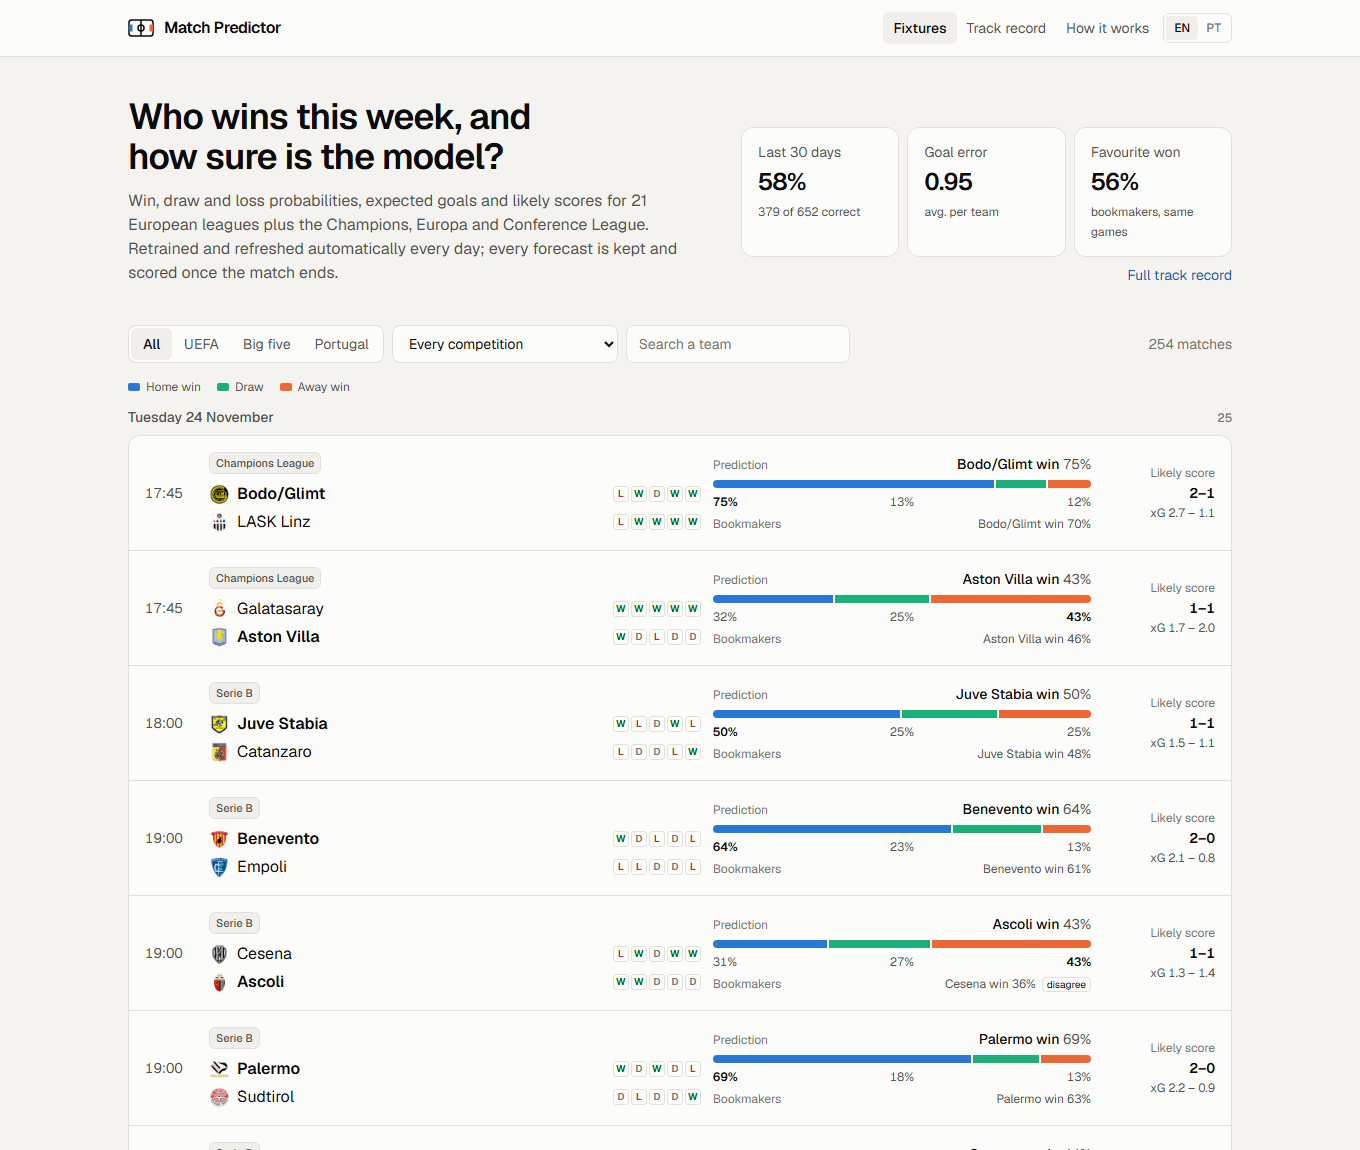 Match Predictor
Fixtures
Track record
How it works
EN
PT
Who wins this week, and
how sure is the model?
Win, draw and loss probabilities, expected goals and likely scores for 21
European leagues plus the Champions, Europa and Conference League.
Retrained and refreshed automatically every day; every forecast is kept and
scored once the match ends.
Last 30 days
58%
379 of 652 correct
Goal error
0.95
avg. per team
Favourite won
56%
bookmakers, same
games
Full track record
All
UEFA
Big five
Portugal
Every competition
Search a team
254 matches
Home win
Draw
Away win
Tuesday 24 November
25
Champions League
17:45
Bodo/Glimt
L W D W W
LASK Linz
L W W W W
Prediction
Bodo/Glimt win 75%
75% 13% 12%
Bookmakers
Bodo/Glimt win 70%
Likely score
2–1
xG 2.7 – 1.1
Champions League
17:45
Galatasaray
W W W W W
Aston Villa
W D L D D
Prediction
Aston Villa win 43%
32% 25% 43%
Bookmakers
Aston Villa win 46%
Likely score
1–1
xG 1.7 – 2.0
Serie B
18:00
Juve Stabia
W L D W L
Catanzaro
L D D L W
Prediction
Juve Stabia win 50%
50% 25% 25%
Bookmakers
Juve Stabia win 48%
Likely score
1–1
xG 1.5 – 1.1
Serie B
19:00
Benevento
W D L D L
Empoli
L L D D L
Prediction
Benevento win 64%
64% 23% 13%
Bookmakers
Benevento win 61%
Likely score
2–0
xG 2.1 – 0.8
Serie B
19:00
Cesena
L W D W W
Ascoli
W W D D D
Prediction
Ascoli win 43%
31% 27% 43%
Bookmakers
Cesena win 36% disagree
Likely score
1–1
xG 1.3 – 1.4
Serie B
19:00
Palermo
W D W D L
Sudtirol
D L D D W
Prediction
Palermo win 69%
69% 18% 13%
Bookmakers
Palermo win 63%
Likely score
2–0
xG 2.2 – 0.9